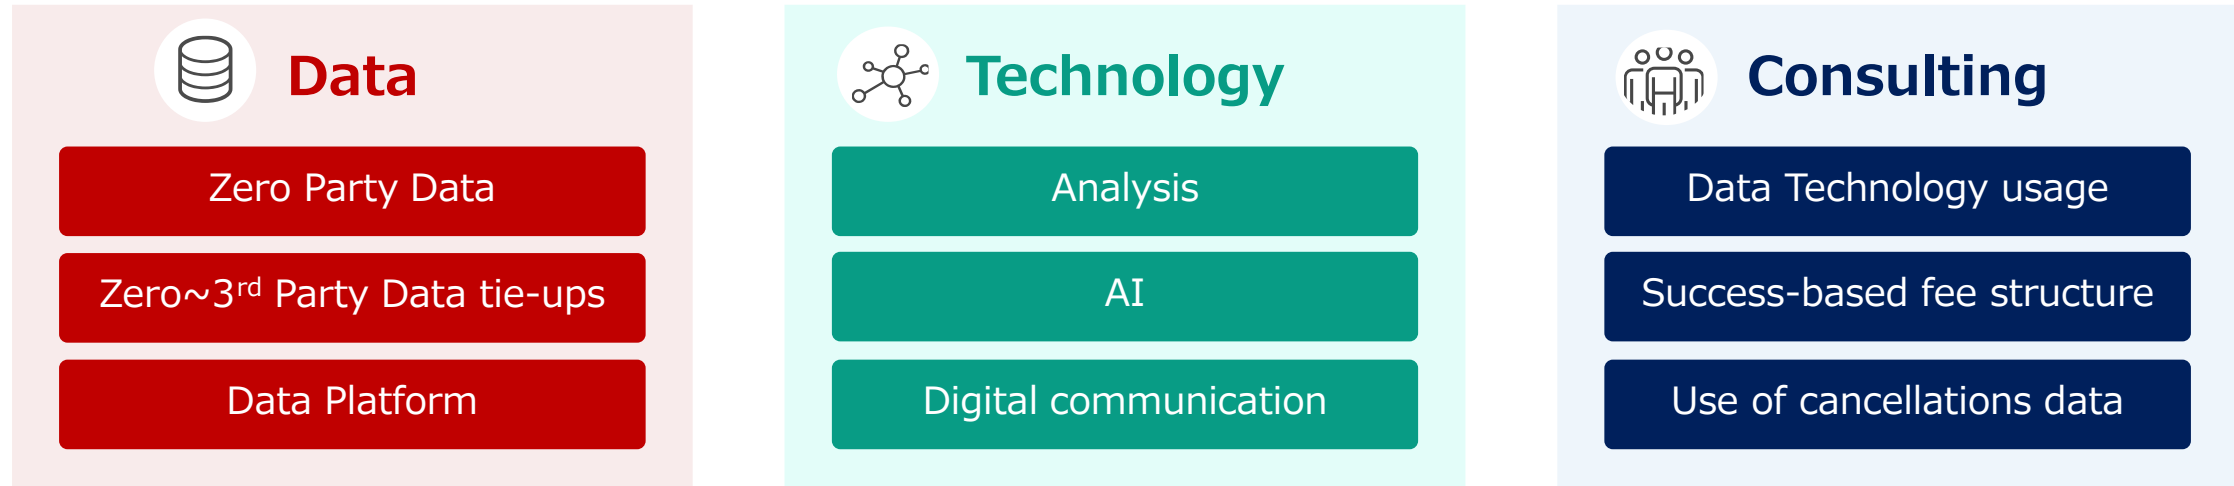 Data
Zero Party Data
Zero~3rd Party Data tie-ups
Data Platform
Technology
Analysis
AI
Digital communication
Consulting
Data Technology usage
Success-based fee structure
Use of cancellations data